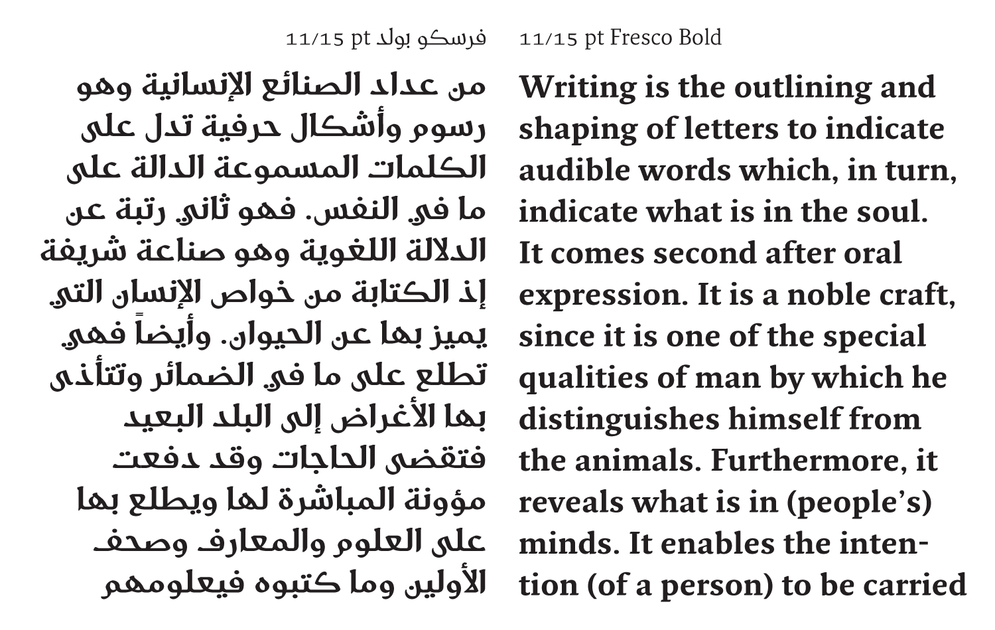 11/15 pt فرسكو بولد
من عداد الصنائع الإنسانية وهو
رسوم وأشكال حرفية تدل على
الكلمات المسموعة الدالة على
ما في النفس. فهو ثاني رتبة عن
الدلالة اللغوية وهو صناعة شريفة
إذ الكتابة من خواص الإنسان التي
يميز بها عن الحيوان. وأيضاً فهي
تطلع على ما في الضمائر وتتأذى
بها الأغراض إلى البلد البعيد
فتقضى الحاجات وقد دفعت
مؤونة المباشرة لها ويطلع بها
على العلوم والمعارف وصحف
الأولين وما كتبوه فيعلومهم
11/15 pt Fresco Bold
Writing is the outlining and
shaping of letters to indicate
audible words which, in turn,
indicate what is in the soul.
It comes second after oral
expression. It is a noble craft,
since it is one of the special
qualities of man by which he
distinguishes himself from
the animals. Furthermore, it
reveals what is in (people’s)
minds. It enables the inten-
tion (of a person) to be carried